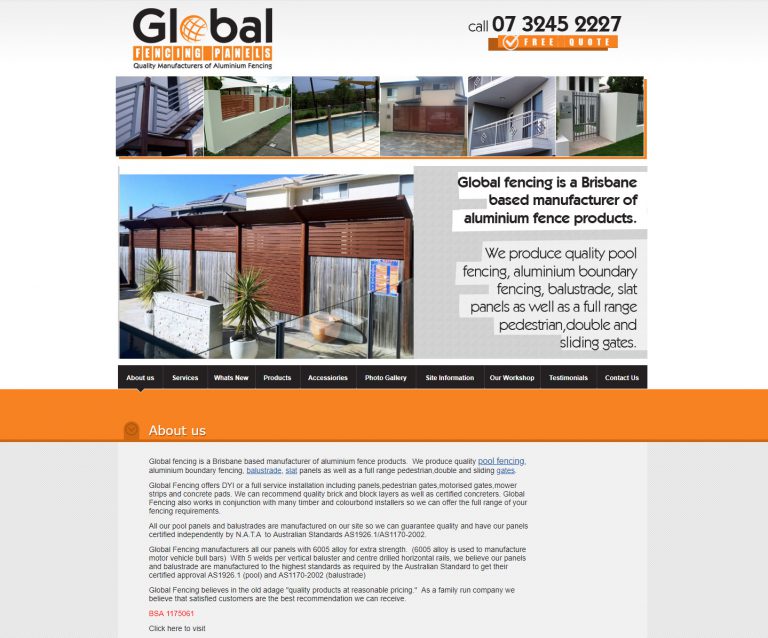 Global
FENCING PANELS
Quality Manufacturers of Aluminium Fencing
call 07 3245 2227
FREE QUOTE
Global fencing is a Brisbane
based manufacturer of
aluminium fence products.
We produce quality pool
fencing, aluminium boundary
fencing, balustrade, slat
panels as well as a full range
pedestrian,double and
sliding gates.
About us Services Whats New Products Accessiories Photo Gallery Site Information Our Workshop Testimonials Contact Us
About us
Global fencing is a Brisbane based manufacturer of aluminium fence products. We produce quality pool fencing,
aluminium boundary fencing, balustrade, slat panels as well as a full range pedestrian,double and sliding gates.
Global Fencing offers DYI or a full service installation including panels,pedestrian gates,motorised gates,mower
strips and concrete pads. We can recommend quality brick and block layers as well as certified concreters. Global
Fencing also works in conjunction with many timber and colourbond installers so we can offer the full range of your
fencing requirements.
All our pool panels and balustrades are manufactured on our site so we can guarantee quality and have our panels
certified independently by N.A.T.A to Australian Standards AS1926.1/AS1170-2002.
Global Fencing manufacturers all our panels with 6005 alloy for extra strength. (6005 alloy is used to manufacture
motor vehicle bull bars) With 5 welds per vertical baluster and centre drilled horizontal rails, we believe our panels
and balustrade are manufactured to the highest standards as required by the Australian Standard to get their
certified approval AS1926.1 (pool) and AS1170-2002 (balustrade)
Global Fencing believes in the old adage "quality products at reasonable pricing." As a family run company we
believe that satisfied customers are the best recommendation we can receive.
BSA 1175061
Click here to visit